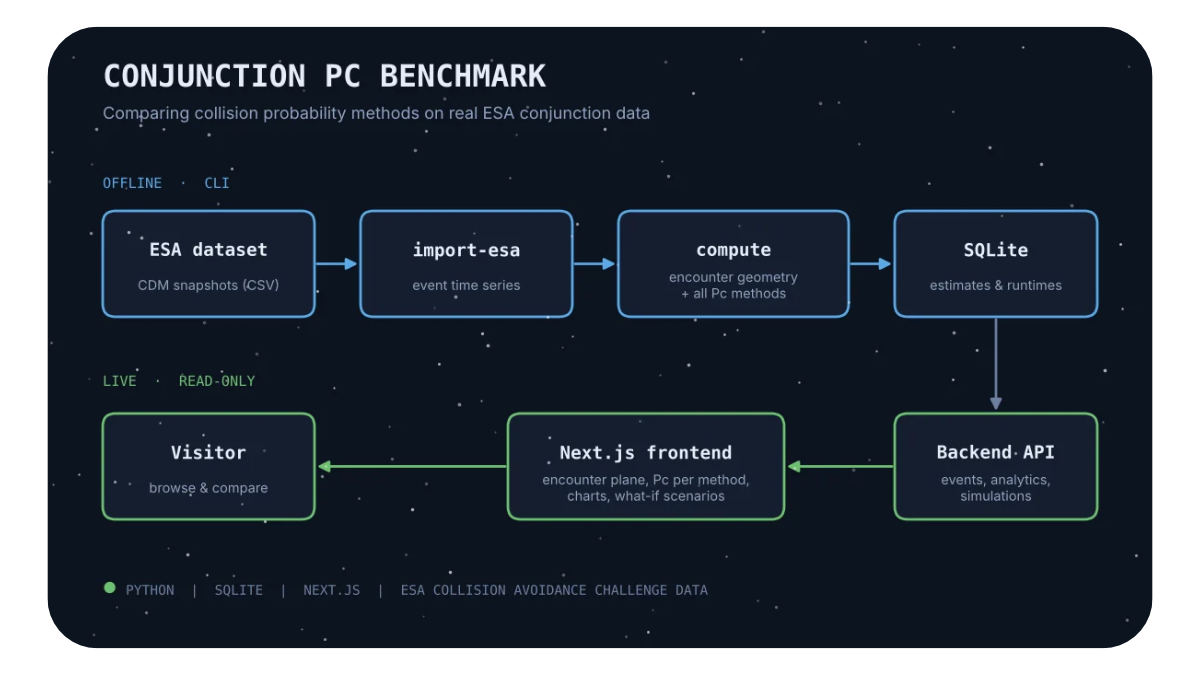 CONJUNCTION PC BENCHMARK
Comparing collision probability methods on real ESA conjunction data
OFFLINE · CLI
ESA dataset
CDM snapshots (CSV)
import-esa
event time series
compute
encounter geometry
+ all Pc methods
SQLite
estimates & runtimes
LIVE · READ-ONLY
Visitor
browse & compare
Next.js frontend
encounter plane, Pc per method,
charts, what-if scenarios
Backend API
events, analytics,
simulations
PYTHON | SQLITE | NEXT.JS | ESA COLLISION AVOIDANCE CHALLENGE DATA